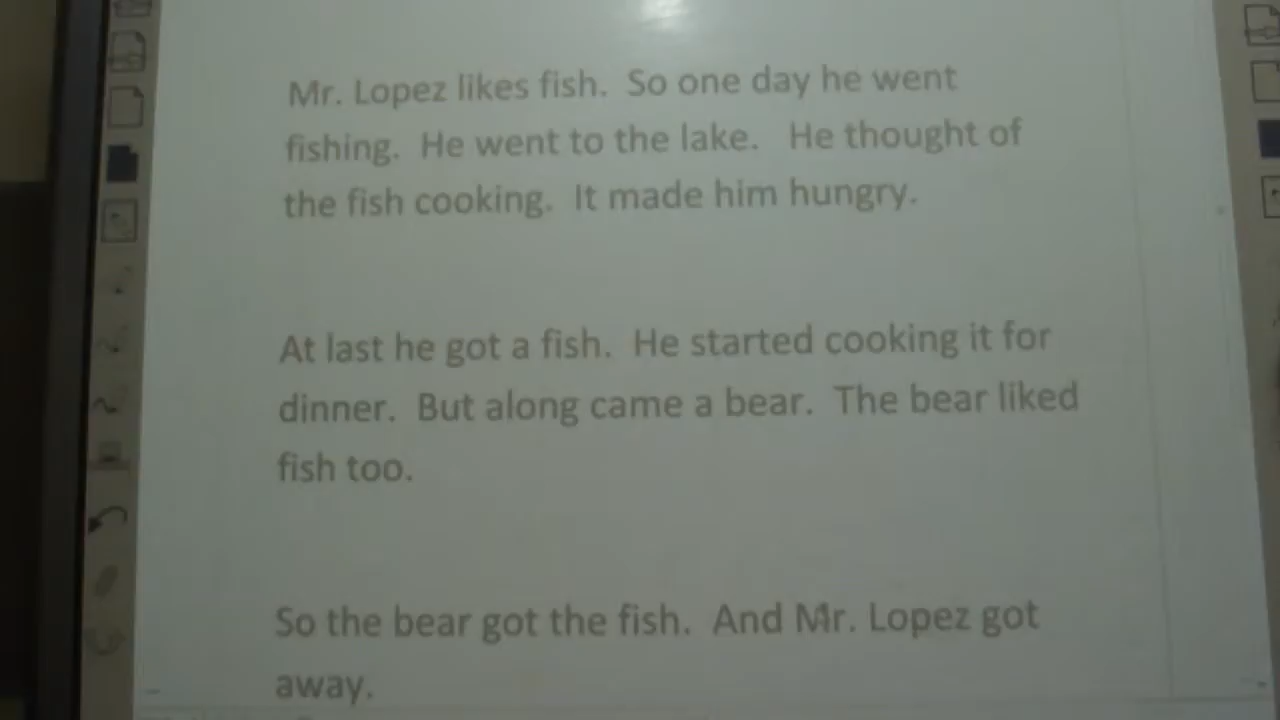 Mr. Lopez likes fish.  So one day he went
fishing.  He went to the lake.   He thought of
the fish cooking.  It made him hungry.
At last he got a fish.  He started cooking it for
dinner.  But along came a bear.  The bear liked
fish too.
So the bear got the fish.  And Mr. Lopez got
away.